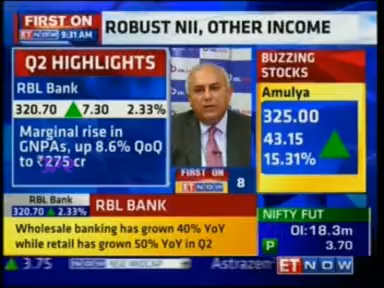 FIRST ON
ET NOW 9:31 AM
ROBUST NII, OTHER INCOME
Q2 HIGHLIGHTS
RBL Bank
320.70 7.30 2.33%
Marginal rise in
GNPAs, up 8.6% QoQ
to ₹275 cr
BUZZING
STOCKS
Amulya
325.00
43.15
15.31%
FIRST ON
ET NOW
8
RBL Bank
320.70 2.33%
RBL BANK
Wholesale banking has grown 40% YoY
while retail has grown 50% YoY in Q2
NIFTY FUT
OI:18.3m
P 3.70
3.75
Astrazen
ET NOW